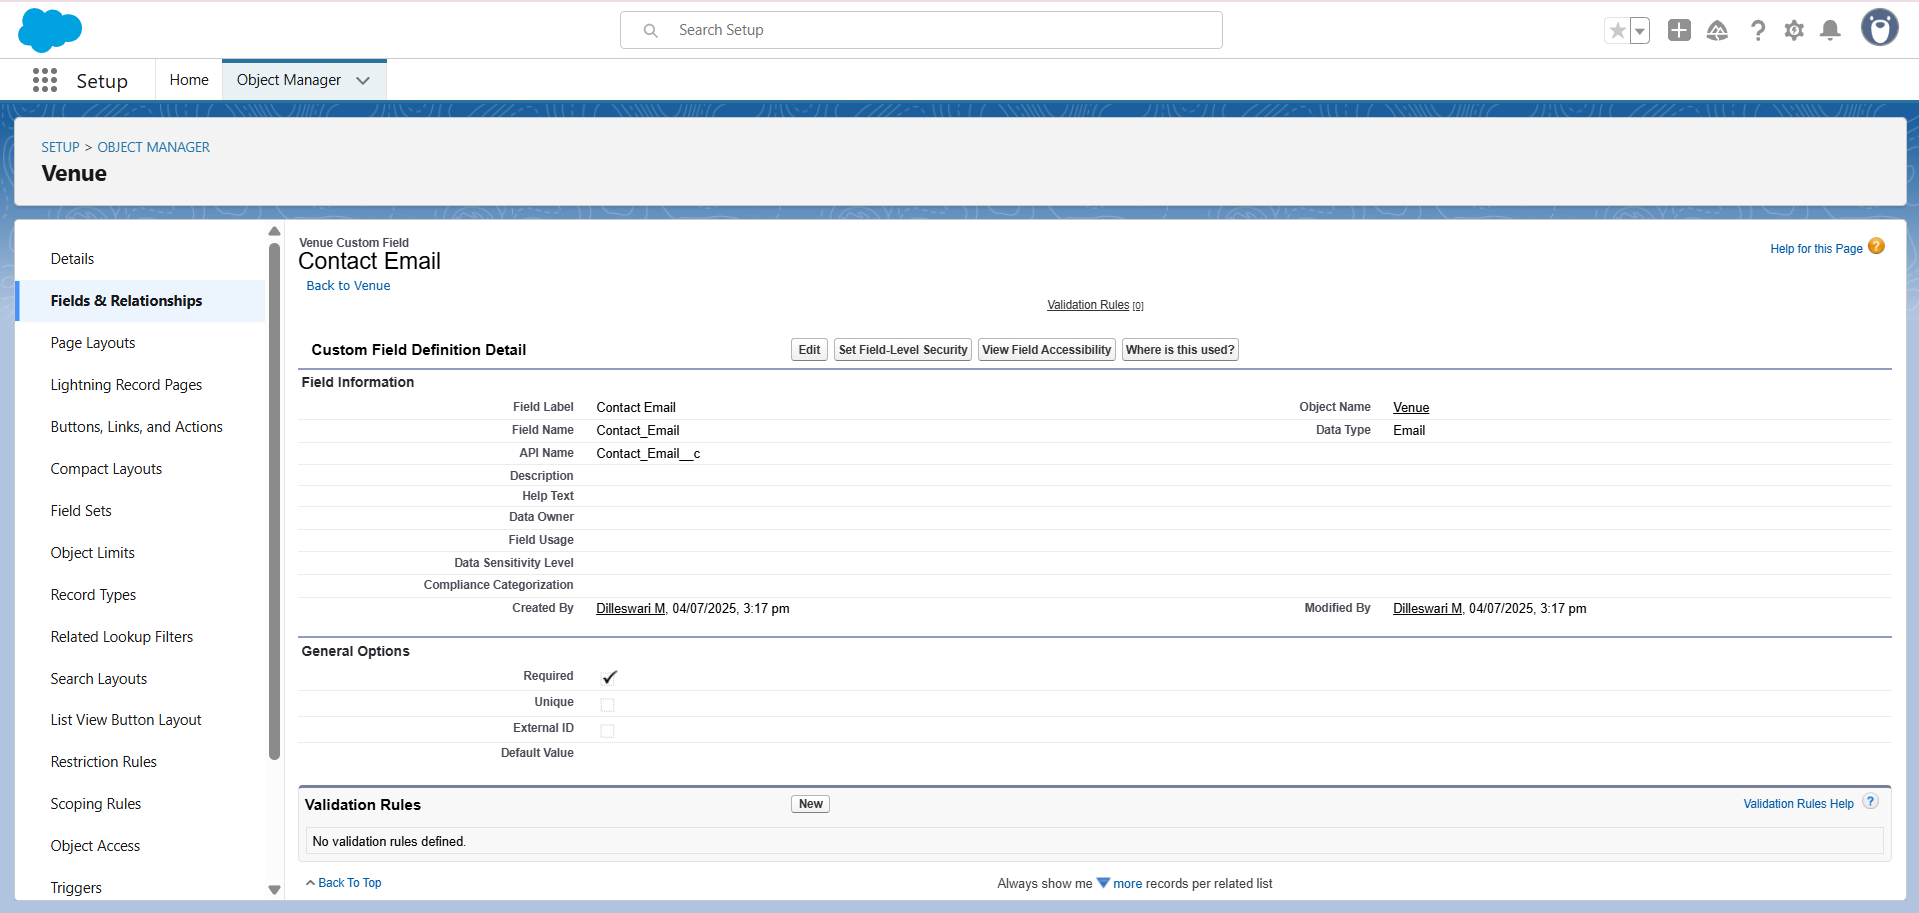 Search Setup
Setup
Home
Object Manager
SETUP > OBJECT MANAGER
Venue
Details
Fields & Relationships
Page Layouts
Lightning Record Pages
Buttons, Links, and Actions
Compact Layouts
Field Sets
Object Limits
Record Types
Related Lookup Filters
Search Layouts
List View Button Layout
Restriction Rules
Scoping Rules
Object Access
Triggers
Venue Custom Field
Contact Email
Back to Venue
Help for this Page ?
Validation Rules [0]
Custom Field Definition Detail
Edit
Set Field-Level Security
View Field Accessibility
Where is this used?
Field Information
Field Label Contact Email Object Name Venue
Field Name Contact_Email Data Type Email
API Name Contact_Email__c
Description
Help Text
Data Owner
Field Usage
Data Sensitivity Level
Compliance Categorization
Created By Dilleswari M, 04/07/2025, 3:17 pm Modified By Dilleswari M, 04/07/2025, 3:17 pm
General Options
Required
Unique
External ID
Default Value
Validation Rules
New
Validation Rules Help ?
No validation rules defined.
Back To Top
Always show me more records per related list